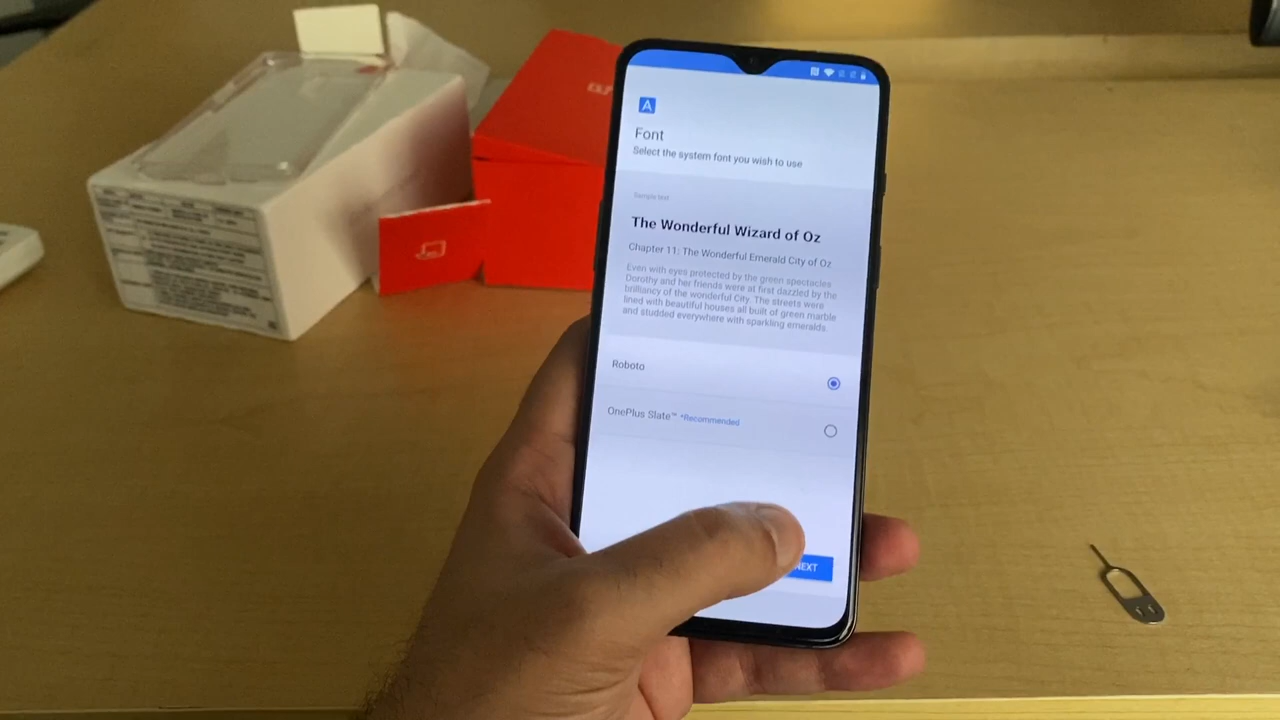 A
Font
Select the system font you wish to use
Sample text
The Wonderful Wizard of Oz
Chapter 11: The Wonderful Emerald City of Oz
Even with eyes protected by the green spectacles
Dorothy and her friends were at first dazzled by the
brilliancy of the wonderful City. The streets were
lined with beautiful houses all built of green marble
and studded everywhere with sparkling emeralds.
Roboto
OnePlus Slate™ *Recommended
NEXT